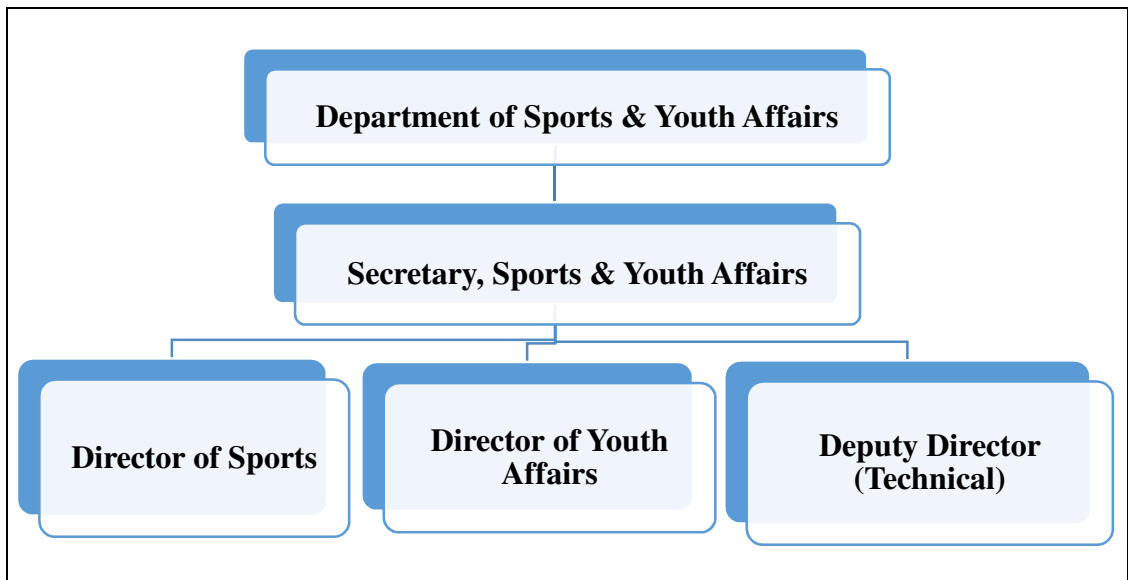 Department of Sports & Youth Affairs
Secretary, Sports & Youth Affairs
Director of Sports
Director of Youth
Affairs
Deputy Director
(Technical)